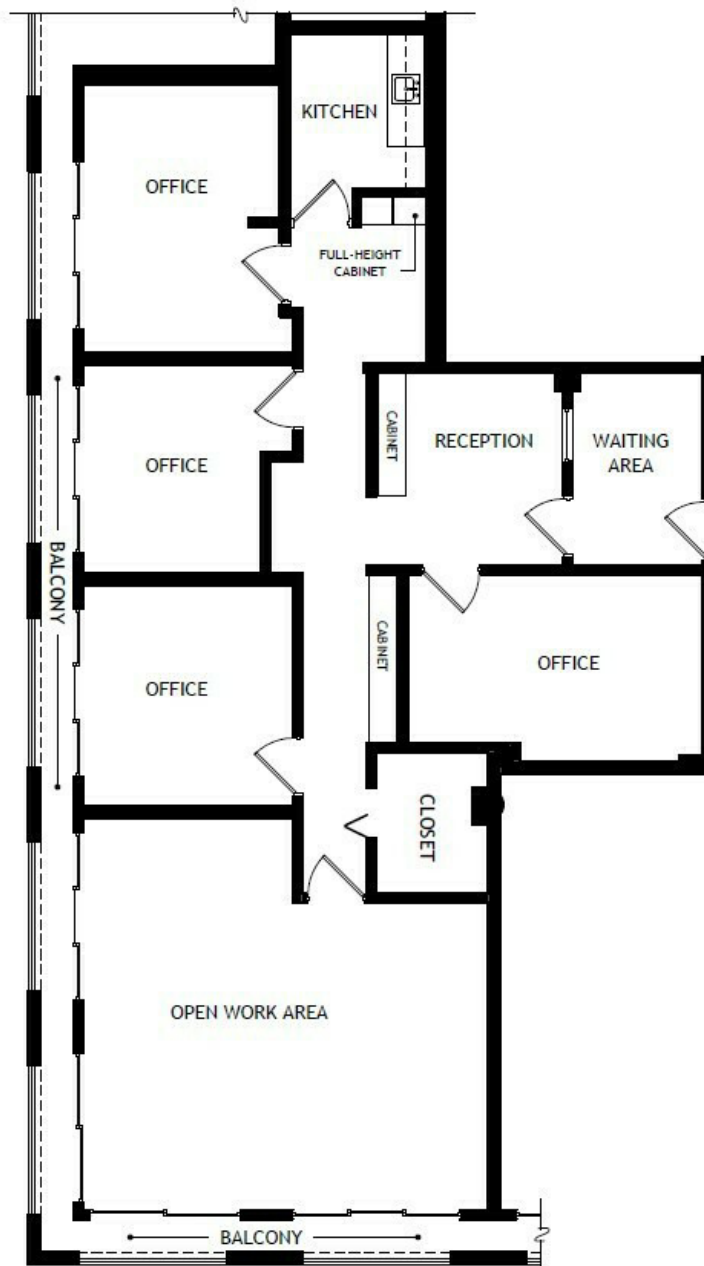 KITCHEN
OFFICE
FULL-HEIGHT
CABINET
CABINET
RECEPTION
WAITING
AREA
OFFICE
BALCONY
CABINET
OFFICE
OFFICE
CLOSET
OPEN WORK AREA
BALCONY